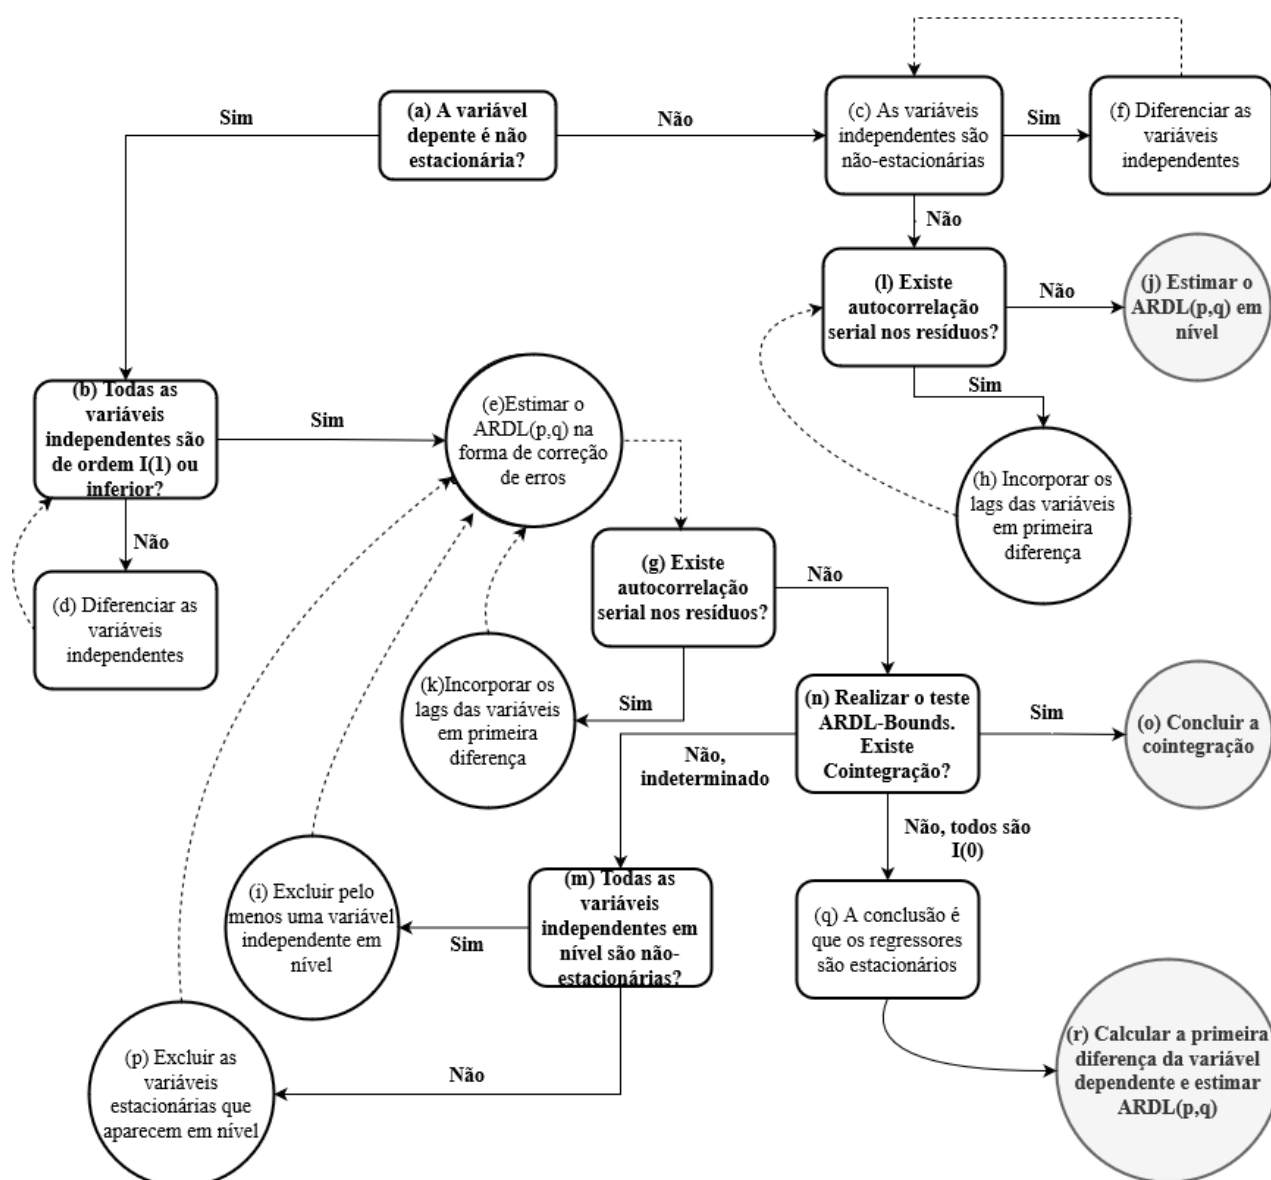 (a) A variável
depente é não
estacionária?
Sim
Não
(c) As variáveis
independentes são
não-estacionárias
Sim
(f) Diferenciar as
variáveis
independentes
Não
(l) Existe
autocorrelação
serial nos resíduos?
Não
(j) Estimar o
ARDL(p,q) em
nível
Sim
(h) Incorporar os
lags das variáveis
em primeira
diferença
(b) Todas as
variáveis
independentes são
de ordem I(1) ou
inferior?
Sim
Não
(d) Diferenciar as
variáveis
independentes
(e)Estimar o
ARDL(p,q) na
forma de correção
de erros
(g) Existe
autocorrelação
serial nos resíduos?
Não
Sim
(k)Incorporar os
lags das variáveis
em primeira
diferença
(n) Realizar o teste
ARDL-Bounds.
Existe
Cointegração?
Sim
(o) Concluir a
cointegração
Não,
indeterminado
Não, todos são
I(0)
(m) Todas as
variáveis
independentes em
nível são não-
estacionárias?
Sim
(i) Excluir pelo
menos uma variável
independente em
nível
Não
(p) Excluir as
variáveis
estacionárias que
aparecem em nível
(q) A conclusão é
que os regressores
são estacionários
(r) Calcular a primeira
diferença da variável
dependente e estimar
ARDL(p,q)